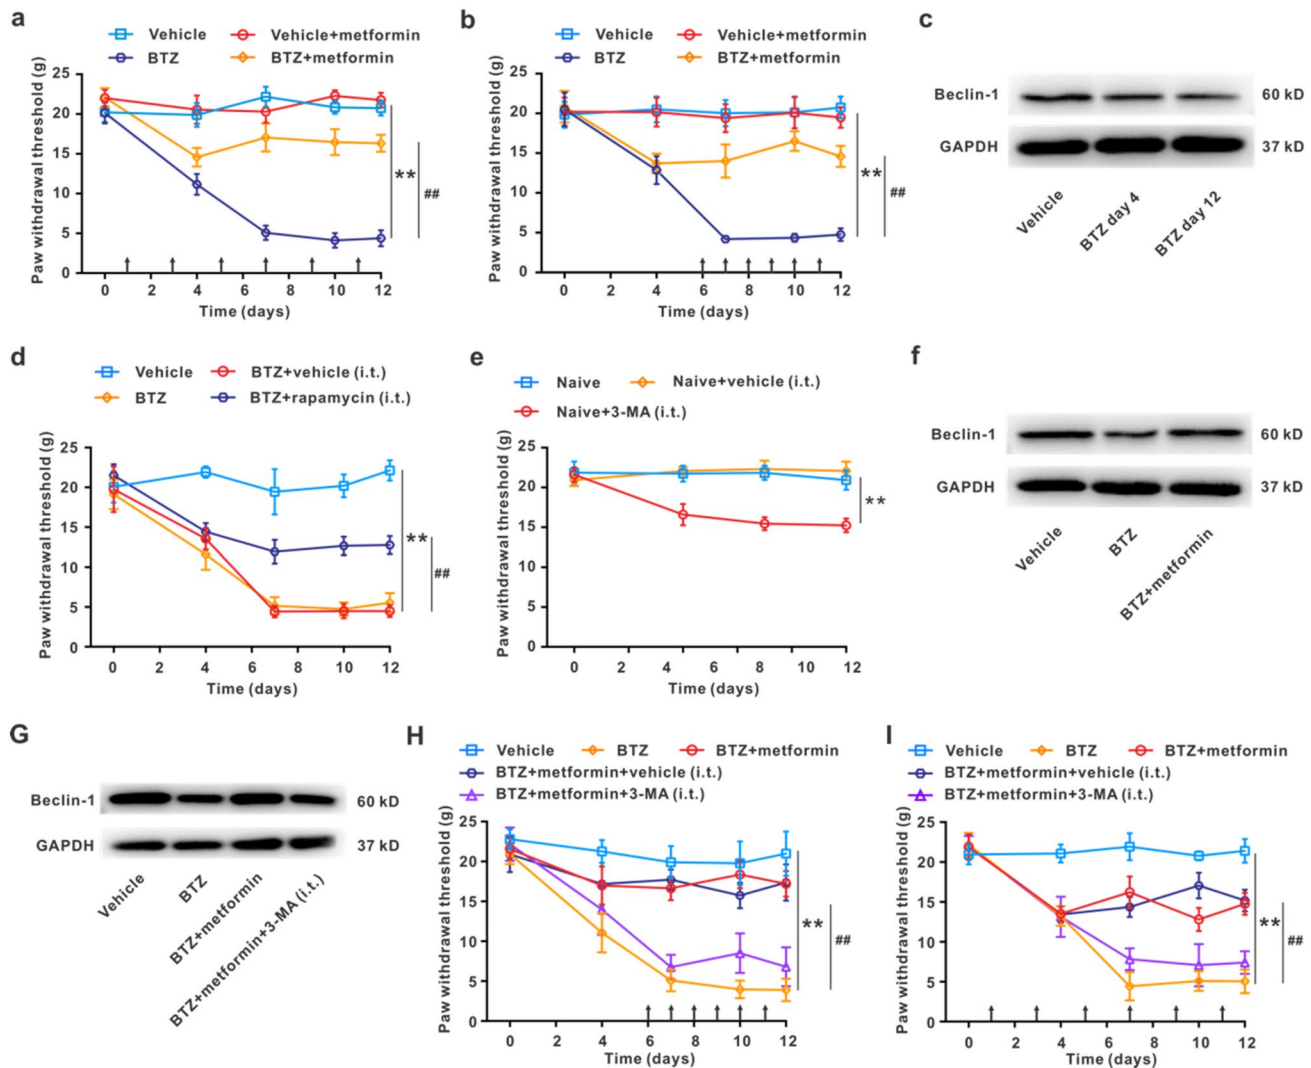 a
Vehicle Vehicle+metformin
BTZ BTZ+metformin
Paw withdrawal threshold (g)
25
20
15
10
5
0
**
##
0 2 4 6 8 10 12
Time (days)
b
Vehicle Vehicle+metformin
BTZ BTZ+metformin
Paw withdrawal threshold (g)
25
20
15
10
5
0
**
##
0 2 4 6 8 10 12
Time (days)
c
Beclin-1 60 kD
GAPDH 37 kD
Vehicle
BTZ day 4
BTZ day 12
d
Vehicle BTZ+vehicle (i.t.)
BTZ BTZ+rapamycin (i.t.)
Paw withdrawal threshold (g)
25
20
15
10
5
0
**
##
0 2 4 6 8 10 12
Time (days)
e
Naive Naive+vehicle (i.t.)
Naive+3-MA (i.t.)
Paw withdrawal threshold (g)
25
20
15
10
5
0
**
0 2 4 6 8 10 12
Time (days)
f
Beclin-1 60 kD
GAPDH 37 kD
Vehicle
BTZ
BTZ+metformin
G
Beclin-1 60 kD
GAPDH 37 kD
Vehicle
BTZ
BTZ+metformin
BTZ+metformin+3-MA (i.t.)
H
Vehicle BTZ BTZ+metformin
BTZ+metformin+vehicle (i.t.)
BTZ+metformin+3-MA (i.t.)
Paw withdrawal threshold (g)
25
20
15
10
5
0
**
##
0 2 4 6 8 10 12
Time (days)
I
Vehicle BTZ BTZ+metformin
BTZ+metformin+vehicle (i.t.)
BTZ+metformin+3-MA (i.t.)
Paw withdrawal threshold (g)
25
20
15
10
5
0
**
##
0 2 4 6 8 10 12
Time (days)